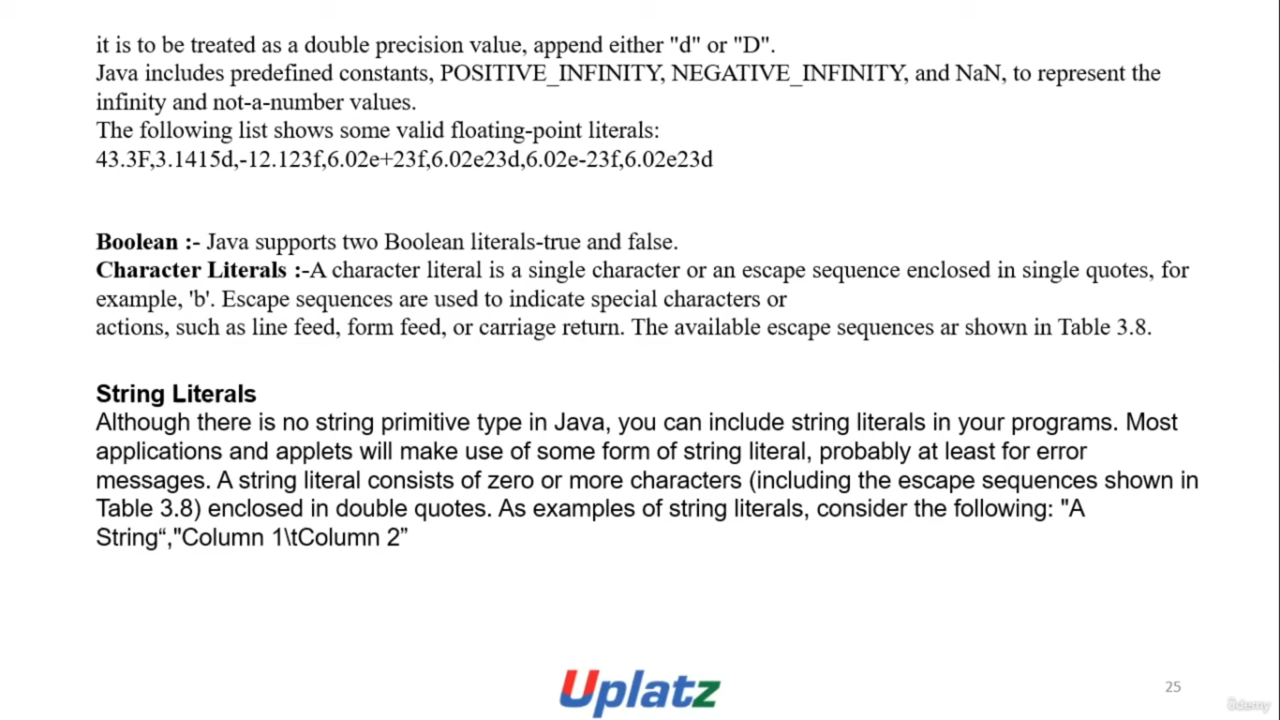 it is to be treated as a double precision value, append either "d" or "D".
Java includes predefined constants, POSITIVE_INFINITY, NEGATIVE_INFINITY, and NaN, to represent the
infinity and not-a-number values.
The following list shows some valid floating-point literals:
43.3F,3.1415d,-12.123f,6.02e+23f,6.02e23d,6.02e-23f,6.02e23d
Boolean :- Java supports two Boolean literals-true and false.
Character Literals :-A character literal is a single character or an escape sequence enclosed in single quotes, for
example, 'b'. Escape sequences are used to indicate special characters or
actions, such as line feed, form feed, or carriage return. The available escape sequences ar shown in Table 3.8.
String Literals
Although there is no string primitive type in Java, you can include string literals in your programs. Most
applications and applets will make use of some form of string literal, probably at least for error
messages. A string literal consists of zero or more characters (including the escape sequences shown in
Table 3.8) enclosed in double quotes. As examples of string literals, consider the following: "A
String“,"Column 1\tColumn 2”
Uplatz
25
ûdemy